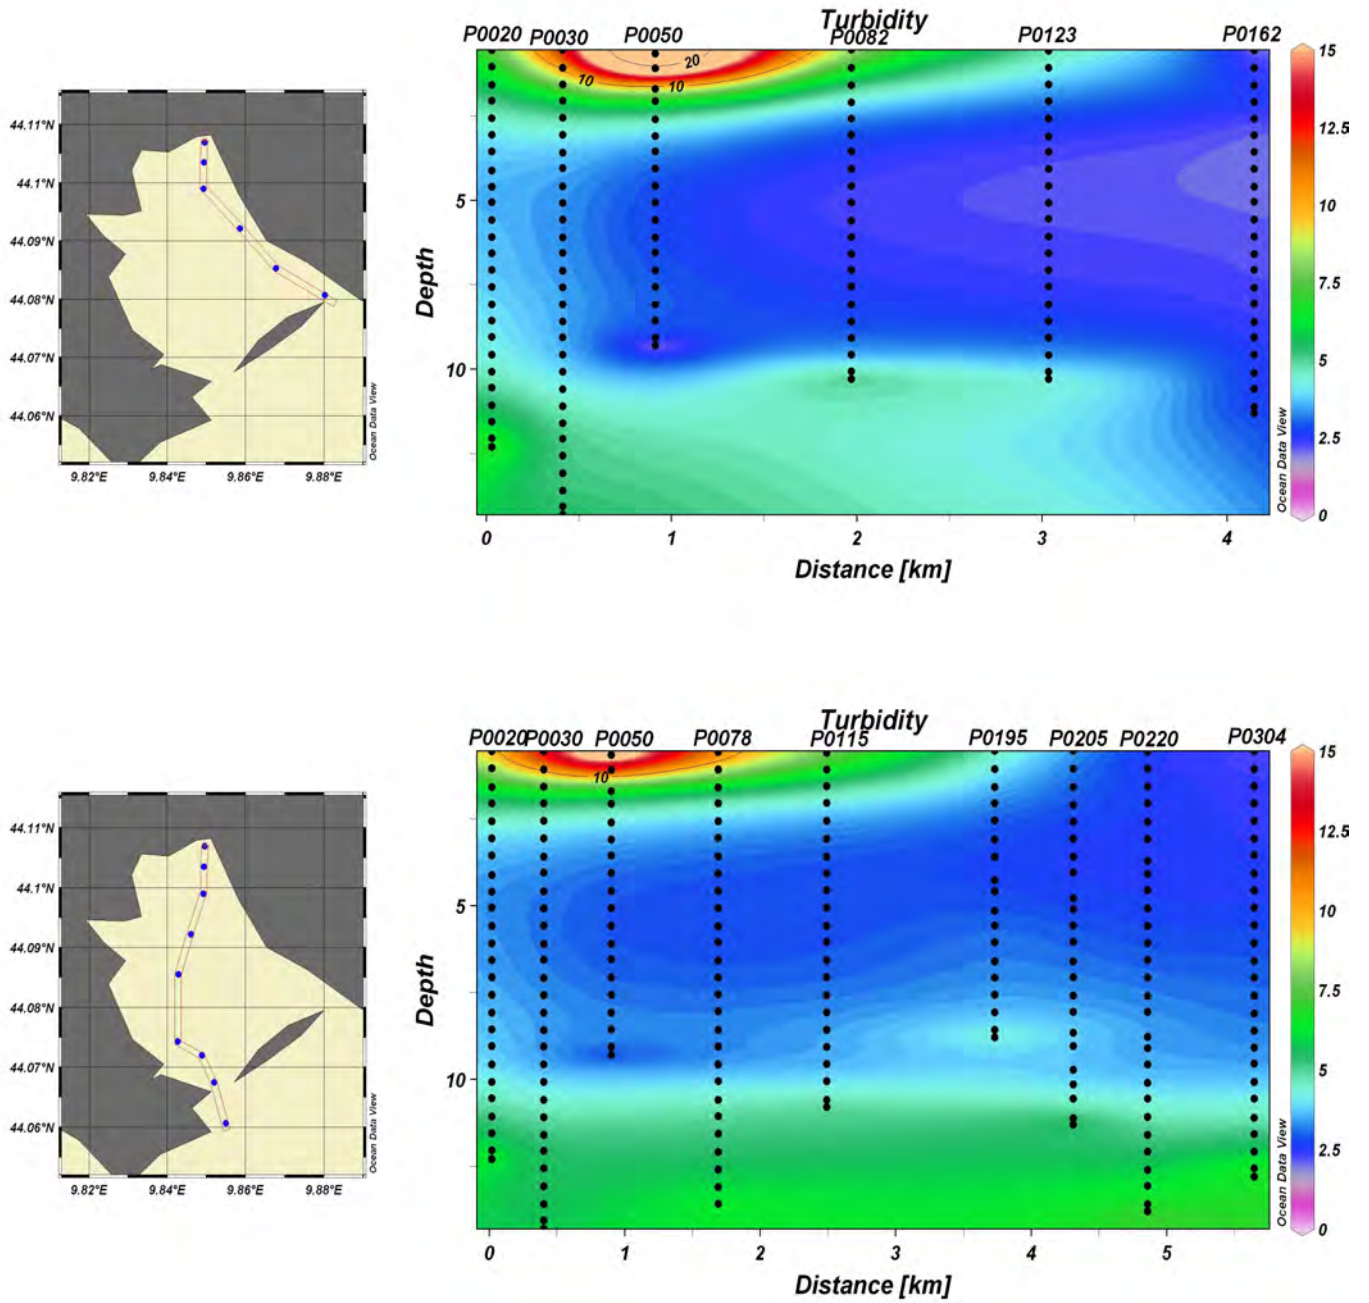 Turbidity
P0020 P0030 P0050 P0082 P0123 P0162
44.11°N
44.1°N
44.09°N
44.08°N
44.07°N
44.06°N
9.82°E 9.84°E 9.86°E 9.88°E
Ocean Data View
Depth
5
10
20
10
10
0 1 2 3 4
Distance [km]
Ocean Data View
15
12.5
10
7.5
5
2.5
0
Turbidity
P0020 P0030 P0050 P0078 P0115 P0195 P0205 P0220 P0304
44.11°N
44.1°N
44.09°N
44.08°N
44.07°N
44.06°N
9.82°E 9.84°E 9.86°E 9.88°E
Ocean Data View
Depth
5
10
10
0 1 2 3 4 5
Distance [km]
Ocean Data View
15
12.5
10
7.5
5
2.5
0